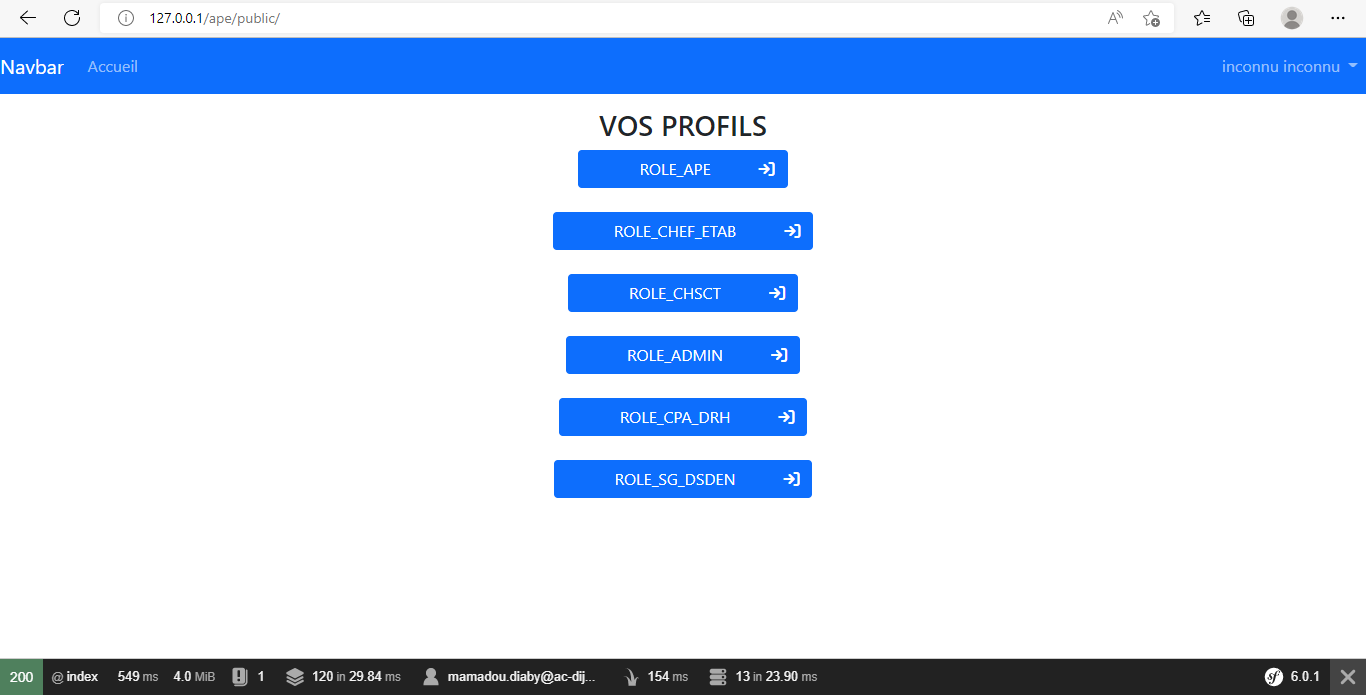 127.0.0.1/ape/public/
Navbar Accueil inconnu inconnu
VOS PROFILS
ROLE_APE
ROLE_CHEF_ETAB
ROLE_CHSCT
ROLE_ADMIN
ROLE_CPA_DRH
ROLE_SG_DSDEN
200 @ index 549 ms 4.0 MiB 1 120 in 29.84 ms mamadou.diaby@ac-dij... 154 ms 13 in 23.90 ms sf 6.0.1